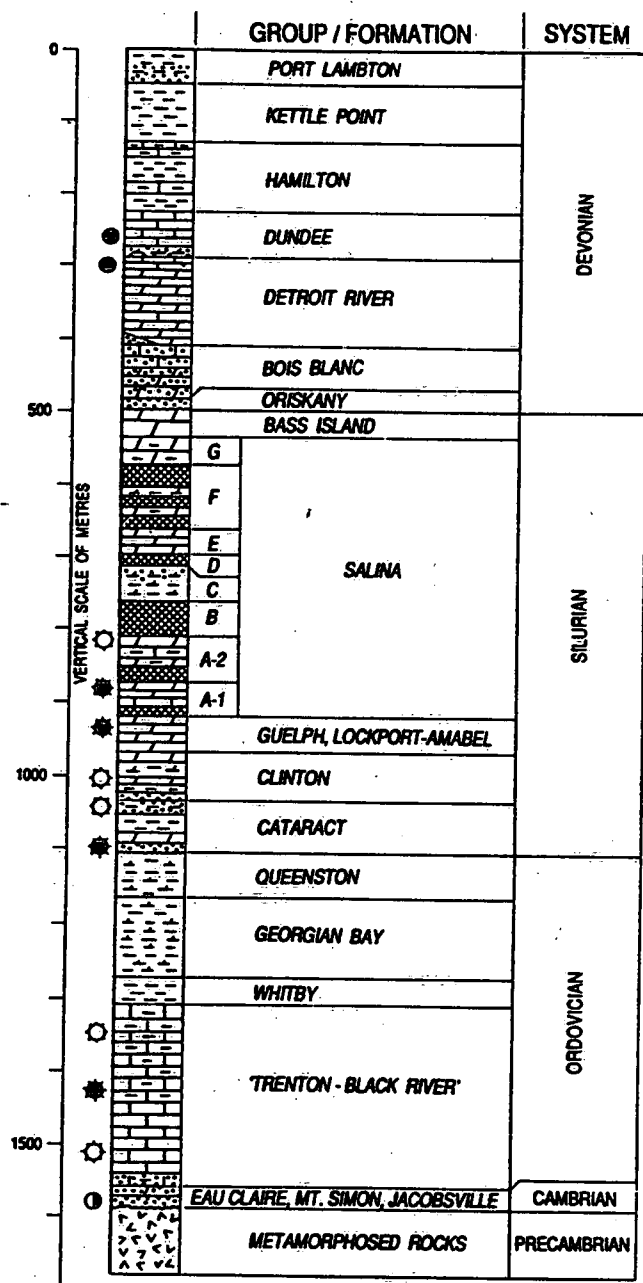 GROUP / FORMATION SYSTEM
0
PORT LAMBTON
KETTLE POINT
HAMILTON
DUNDEE
DETROIT RIVER
BOIS BLANC
ORISKANY
DEVONIAN
500
BASS ISLAND
G
F
E
D
C
B
A-2
A-1
SALINA
VERTICAL SCALE OF METRES
GUELPH, LOCKPORT-AMABEL
1000
CLINTON
CATARACT
SILURIAN
QUEENSTON
GEORGIAN BAY
WHITBY
'TRENTON - BLACK RIVER'
ORDOVICIAN
1500
EAU CLAIRE, MT. SIMON, JACOBSVILLE CAMBRIAN
METAMORPHOSED ROCKS PRECAMBRIAN